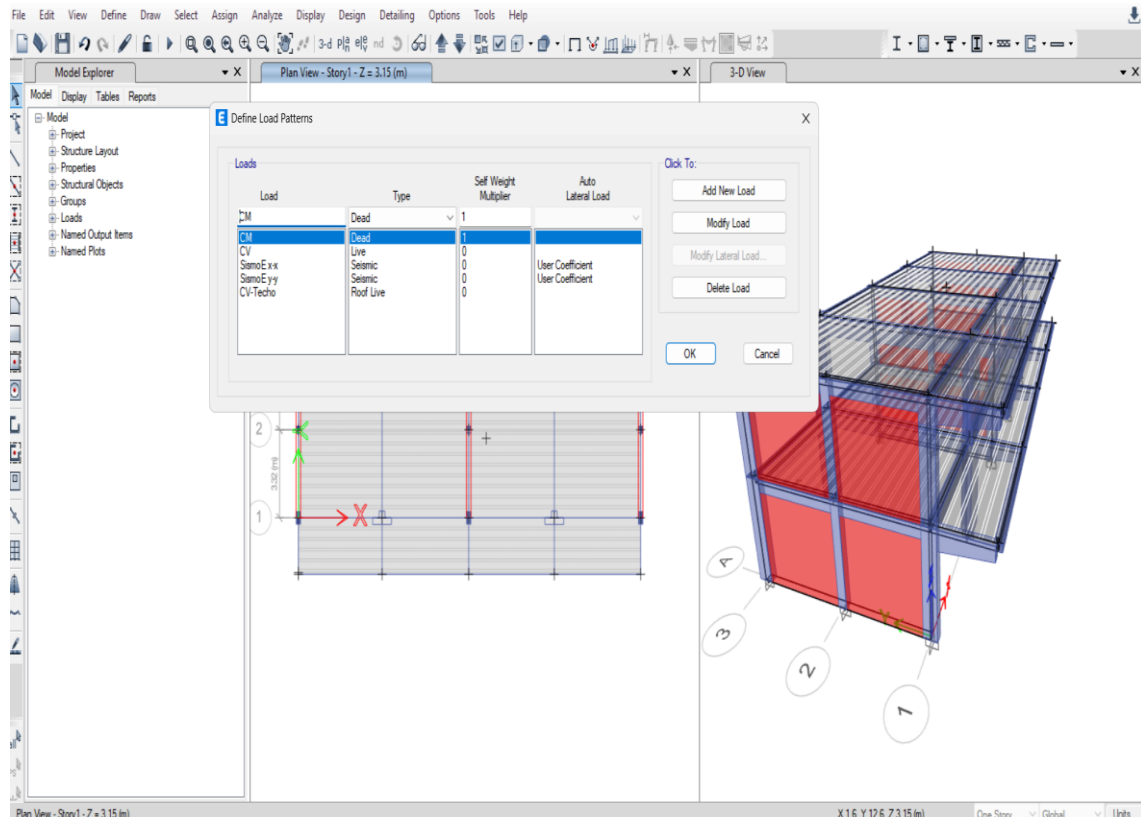 File Edit View Define Draw Select Assign Analyze Display Design Detailing Options Tools Help
3-d
nd
Model Explorer
Plan View - Story1 - Z = 3.15 (m)
3-D View
Model Display Tables Reports
Model
Project
Structure Layout
Properties
Structural Objects
Groups
Loads
Named Output Items
Named Plots
E Define Load Patterns X
Loads
Load Type Self Weight Multiplier Auto Lateral Load
CM Dead 1
CM Dead 1
CV Live 0
SismoE x-x Seismic 0 User Coefficient
SismoE y-y Seismic 0 User Coefficient
CV-Techo Roof Live 0
Click To:
Add New Load
Modify Load
Modify Lateral Load...
Delete Load
OK Cancel
2
3.32 (m)
1
X
A
3
2
1
Plan View - Story1 - Z = 3.15 (m)
X 1.6 Y 12.6 Z 3.15 (m)
One Story Global Units